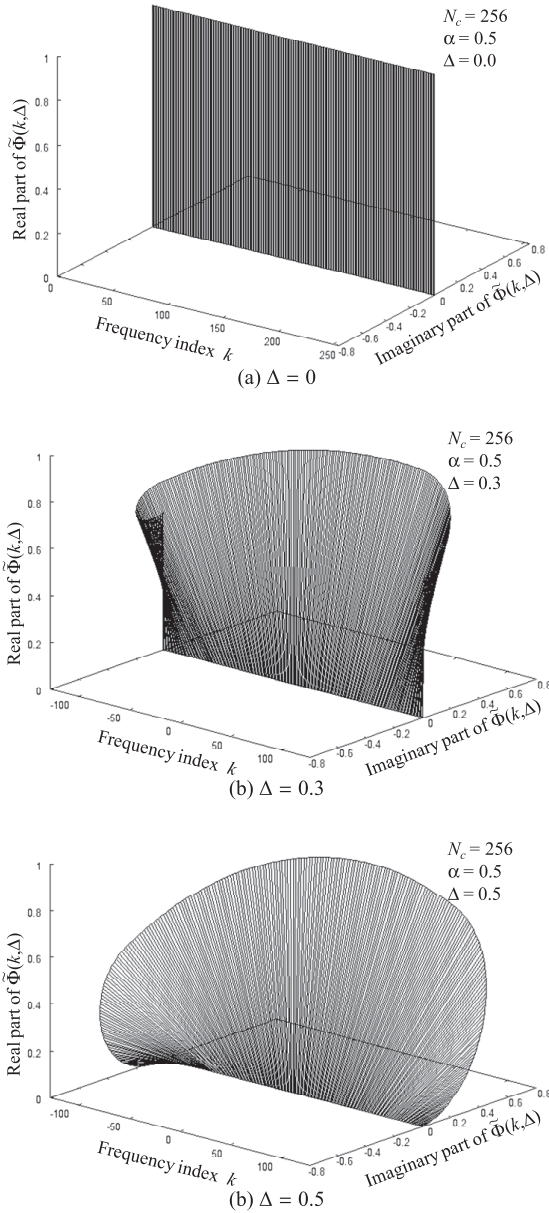 N_c = 256
α = 0.5
Δ = 0.0
Real part of Φ̃(k,Δ)
1
0.8
0.6
0.4
0.2
0
0
50
100
150
200
250
Frequency index k
-0.8
-0.6
-0.4
-0.2
0
0.2
0.4
0.6
0.8
Imaginary part of Φ̃(k,Δ)
(a) Δ = 0
N_c = 256
α = 0.5
Δ = 0.3
Real part of Φ̃(k,Δ)
1
0.8
0.6
0.4
0.2
0
-100
-50
0
50
100
Frequency index k
-0.8
-0.6
-0.4
-0.2
0
0.2
0.4
0.6
0.8
Imaginary part of Φ̃(k,Δ)
(b) Δ = 0.3
N_c = 256
α = 0.5
Δ = 0.5
Real part of Φ̃(k,Δ)
1
0.8
0.6
0.4
0.2
0
-100
-50
0
50
100
Frequency index k
-0.8
-0.6
-0.4
-0.2
0
0.2
0.4
0.6
0.8
Imaginary part of Φ̃(k,Δ)
(b) Δ = 0.5